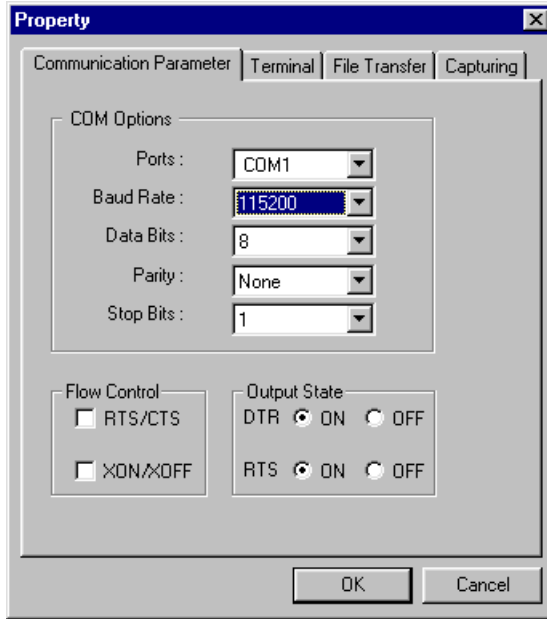 Property
Communication Parameter Terminal File Transfer Capturing
COM Options
Ports : COM1
Baud Rate : 115200
Data Bits : 8
Parity : None
Stop Bits : 1
Flow Control
RTS/CTS
XON/XOFF
Output State
DTR ON OFF
RTS ON OFF
OK Cancel